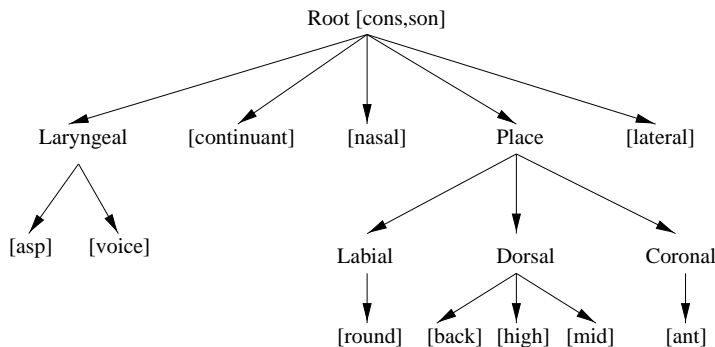 Root [cons,son]
Laryngeal [continuant] [nasal] Place [lateral]
[asp] [voice] Labial Dorsal Coronal
[round] [back] [high] [mid] [ant]